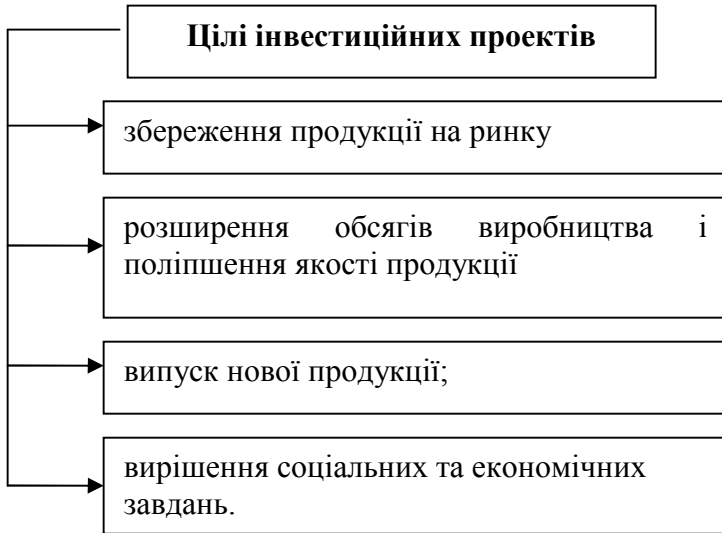 Цілі інвестиційних проектів
збереження продукції на ринку
розширення обсягів виробництва і
поліпшення якості продукції
випуск нової продукції;
вирішення соціальних та економічних
завдань.